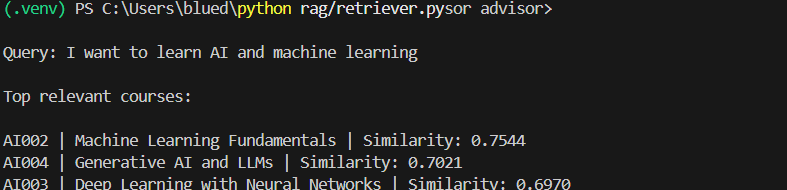 (.venv) PS C:\Users\blued\python rag/retriever.pysor advisor>
Query: I want to learn AI and machine learning
Top relevant courses:
AI002 | Machine Learning Fundamentals | Similarity: 0.7544
AI004 | Generative AI and LLMs | Similarity: 0.7021
AI003 | Deep Learning with Neural Networks | Similarity: 0.6970